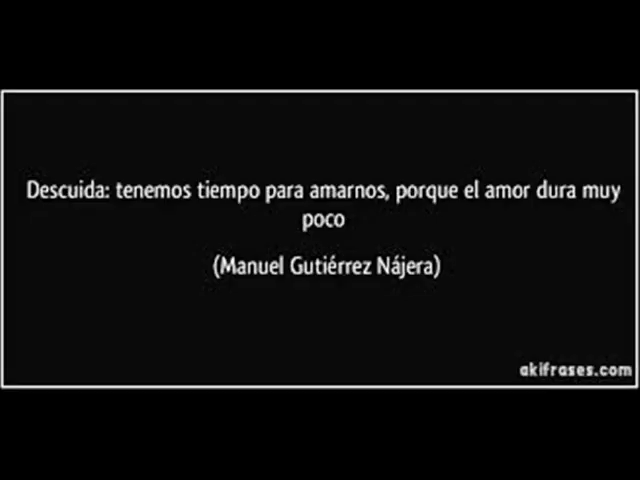 Descuida: tenemos tiempo para amarnos, porque el amor dura muy
poco
(Manuel Gutiérrez Nájera)
akifrases.com